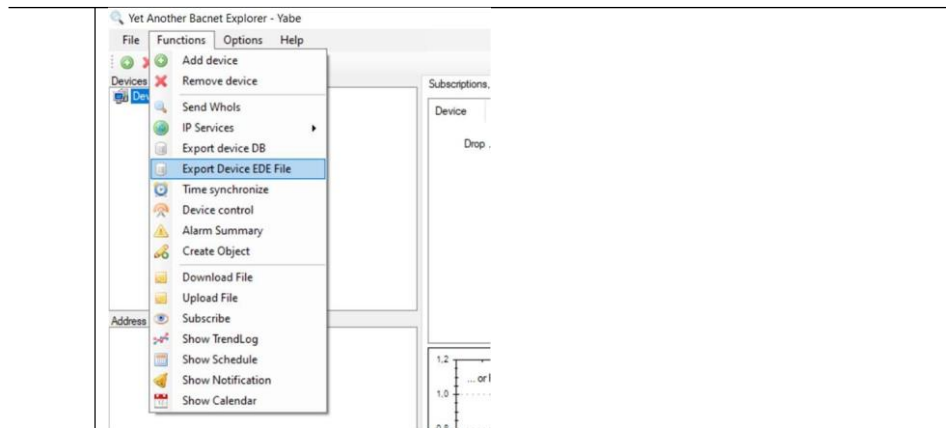 Yet Another Bacnet Explorer - Yabe
File Functions Options Help
Devices
Add device
Remove device
Send WhoIs
IP Services
Export device DB
Export Device EDE File
Time synchronize
Device control
Alarm Summary
Create Object
Download File
Upload File
Subscribe
Show TrendLog
Show Schedule
Show Notification
Show Calendar
Address
Subscriptions,
Device
Drop
1,2
... or
1,0
0,8